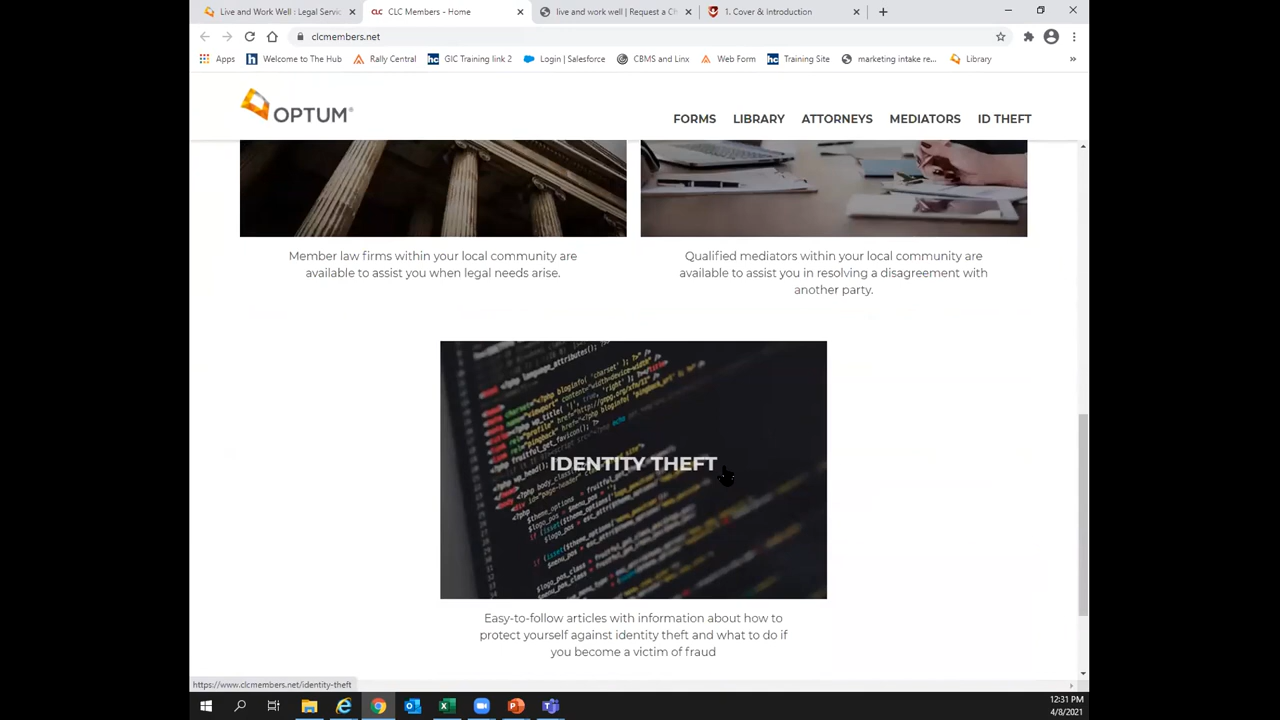 Live and Work Well : Legal Servic
CLC CLC Members - Home
live and work well | Request a Ch
1. Cover & Introduction
clcmembers.net
Apps
Welcome to The Hub
Rally Central
hc GIC Training link 2
Login | Salesforce
CBMS and Linx
Web Form
hc Training Site
marketing intake re...
Library
OPTUM®
FORMS LIBRARY ATTORNEYS MEDIATORS ID THEFT
Member law firms within your local community are
available to assist you when legal needs arise.
Qualified mediators within your local community are
available to assist you in resolving a disagreement with
another party.
IDENTITY THEFT
Easy-to-follow articles with information about how to
protect yourself against identity theft and what to do if
you become a victim of fraud
https://www.clcmembers.net/identity-theft
12:31 PM
4/8/2021